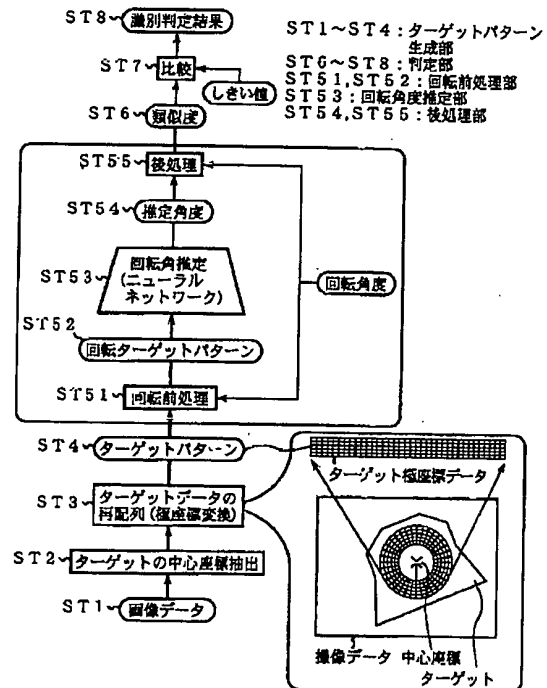 ST8 識別判定結果
ST7 比較
しきい値
ST6 類似度
ST1～ST4：ターゲットパターン
生成部
ST6～ST8：判定部
ST51,ST52：回転前処理部
ST53：回転角度推定部
ST54,ST55：後処理部
ST55 後処理
ST54 推定角度
ST53 回転角推定
(ニューラル
ネットワーク)
回転角度
ST52
回転ターゲットパターン
ST51 回転前処理
ST4 ターゲットパターン
ターゲット極座標データ
ST3 ターゲットデータの
再配列(極座標変換)
ST2 ターゲットの中心座標抽出
ST1 画像データ
撮像データ 中心座標
ターゲット